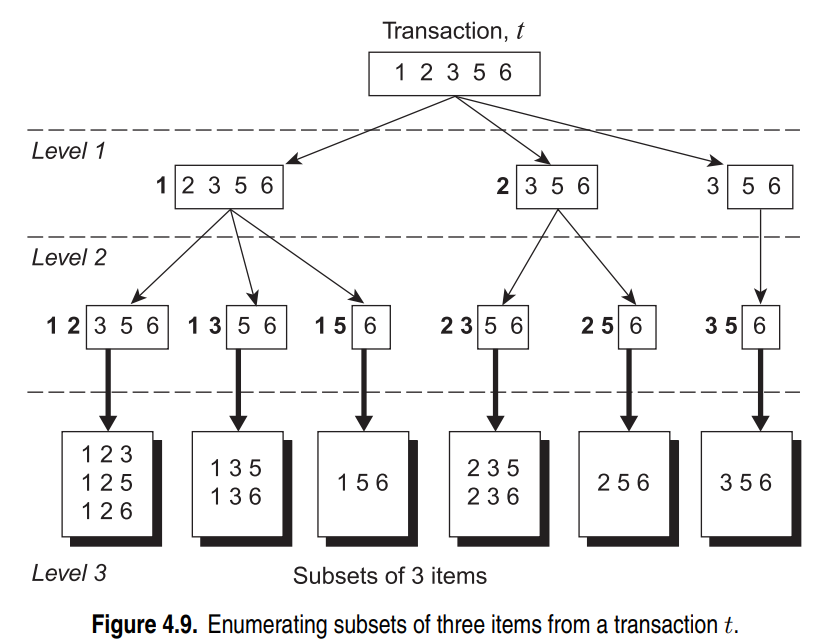 Transaction, t
1 2 3 5 6
Level 1
1 2 3 5 6
2 3 5 6
3 5 6
Level 2
1 2 3 5 6
1 3 5 6
1 5 6
2 3 5 6
2 5 6
3 5 6
1 2 3
1 2 5
1 2 6
1 3 5
1 3 6
1 5 6
2 3 5
2 3 6
2 5 6
3 5 6
Level 3
Subsets of 3 items
Figure 4.9. Enumerating subsets of three items from a transaction t.